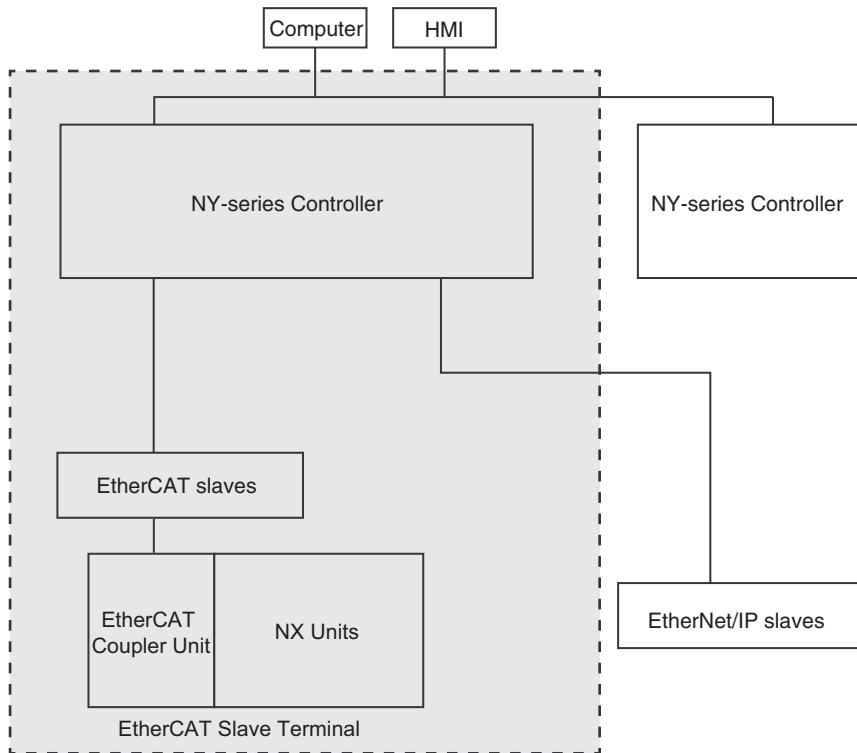 Computer
HMI
NY-series Controller
NY-series Controller
EtherCAT slaves
EtherCAT
Coupler Unit
NX Units
EtherNet/IP slaves
EtherCAT Slave Terminal